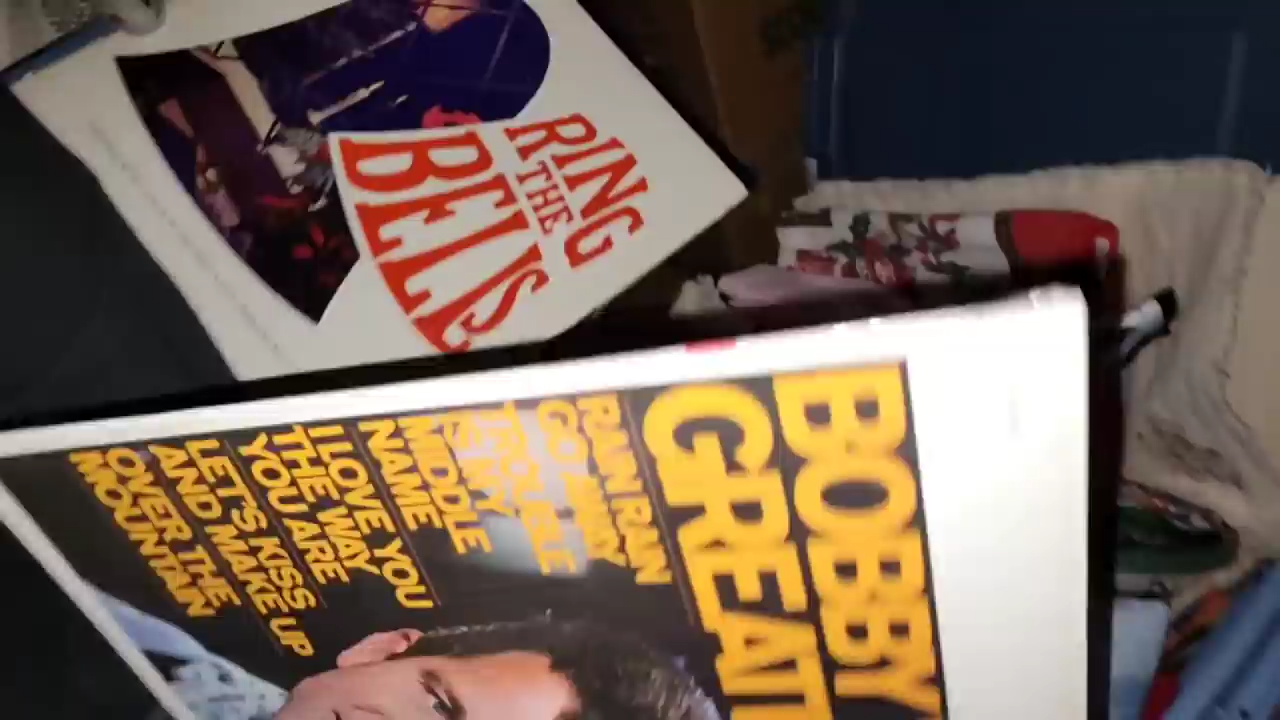 RING
THE
BELLS
BOBBY
GREAT
RAIN RAIN
GO AWAY
TROUBLE
IS MY
MIDDLE
NAME
I LOVE YOU
THE WAY
YOU ARE
LET'S KISS
AND MAKE UP
OVER THE
MOUNTAIN